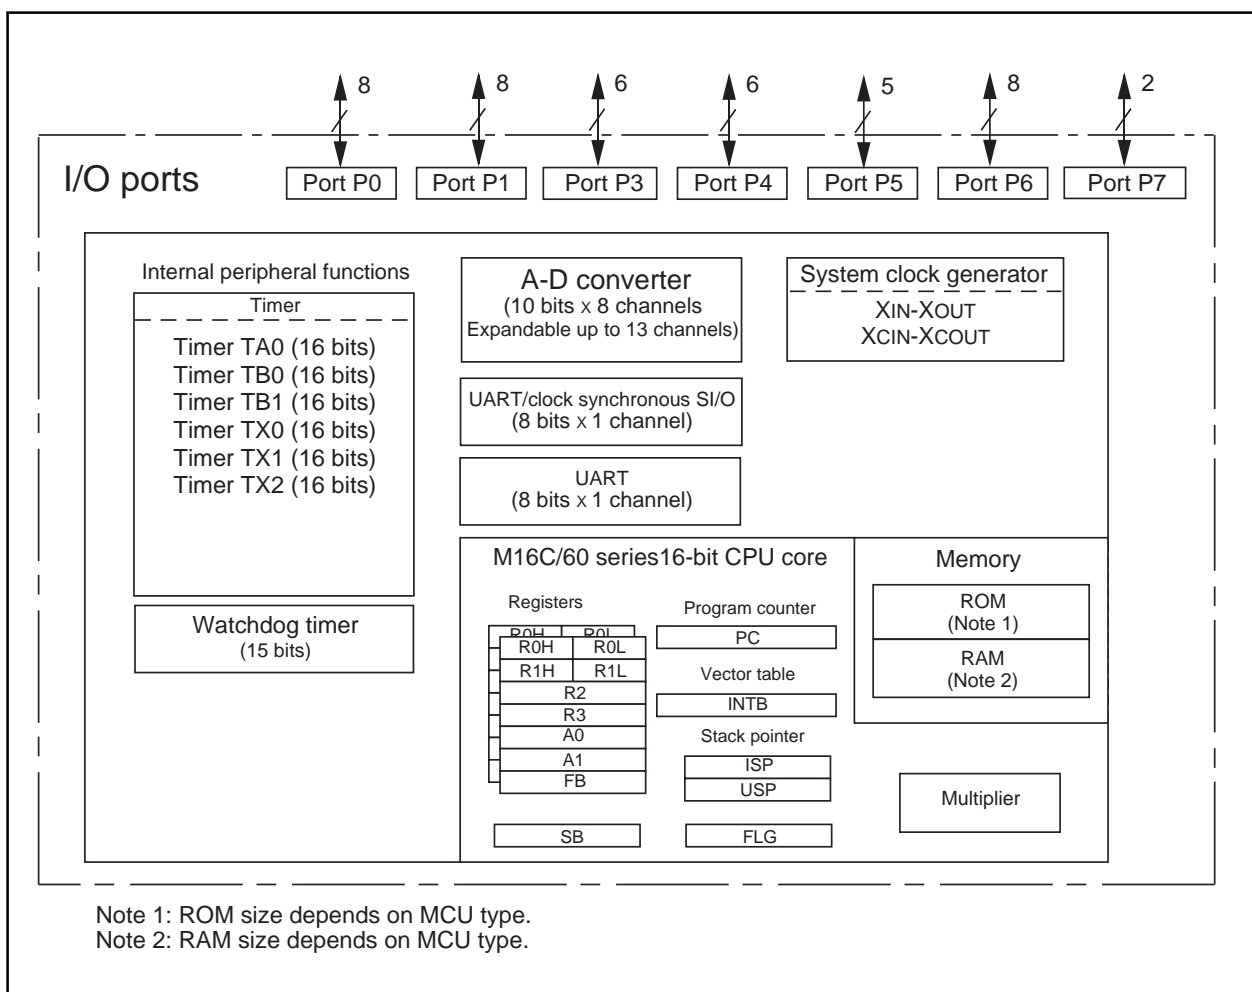 8 8 6 6 5 8 2
I/O ports
Port P0 Port P1 Port P3 Port P4 Port P5 Port P6 Port P7
Internal peripheral functions
Timer
Timer TA0 (16 bits)
Timer TB0 (16 bits)
Timer TB1 (16 bits)
Timer TX0 (16 bits)
Timer TX1 (16 bits)
Timer TX2 (16 bits)
Watchdog timer
(15 bits)
A-D converter
(10 bits x 8 channels
Expandable up to 13 channels)
UART/clock synchronous SI/O
(8 bits x 1 channel)
UART
(8 bits x 1 channel)
System clock generator
XIN-XOUT
XCIN-XCOUT
M16C/60 series16-bit CPU core
Registers
R0H R0L
R0H R0L
R1H R1L
R2
R3
A0
A1
FB
SB
Program counter
PC
Vector table
INTB
Stack pointer
ISP
USP
FLG
Memory
ROM
(Note 1)
RAM
(Note 2)
Multiplier
Note 1: ROM size depends on MCU type.
Note 2: RAM size depends on MCU type.